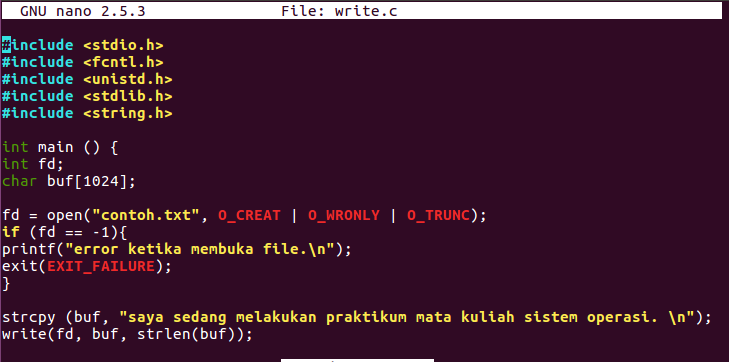 GNU nano 2.5.3 File: write.c
#include <stdio.h>
#include <fcntl.h>
#include <unistd.h>
#include <stdlib.h>
#include <string.h>
int main () {
int fd;
char buf[1024];
fd = open("contoh.txt", O_CREAT | O_WRONLY | O_TRUNC);
if (fd == -1){
printf("error ketika membuka file.\n");
exit(EXIT_FAILURE);
}
strcpy (buf, "saya sedang melakukan praktikum mata kuliah sistem operasi. \n");
write(fd, buf, strlen(buf));